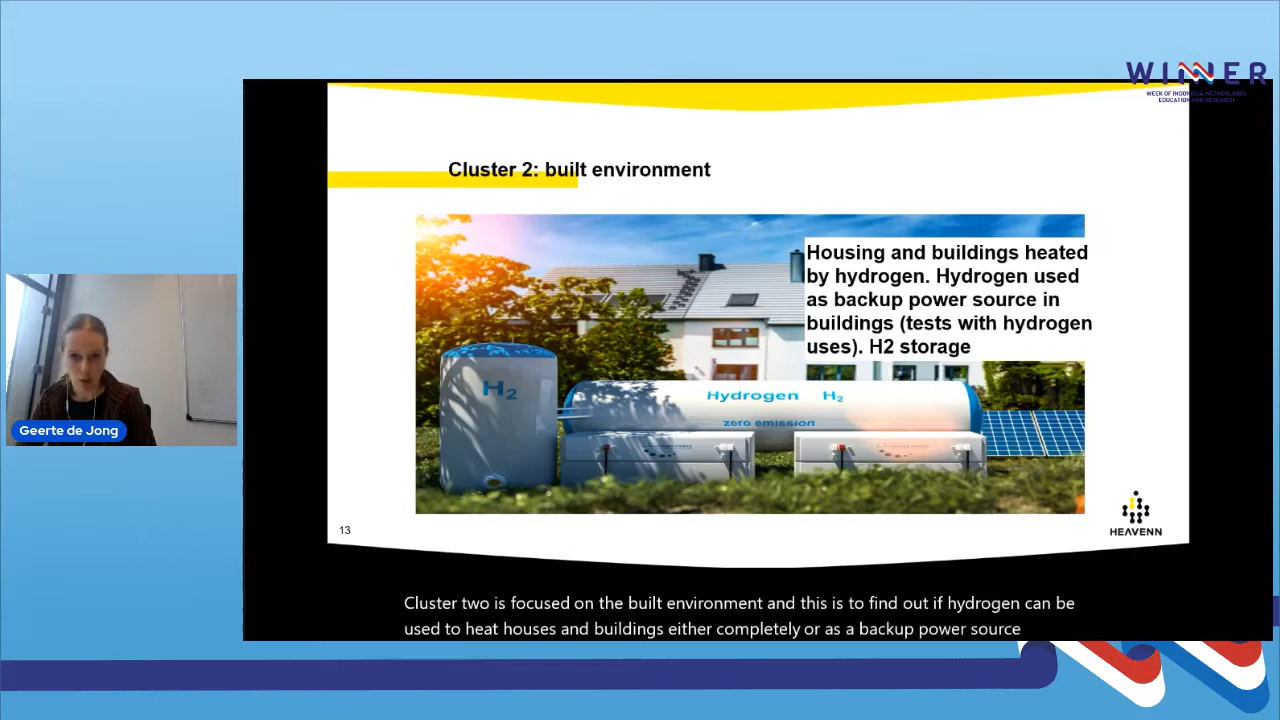 WINNER
WEEK OF INDONESIA-NETHERLANDS
EDUCATION AND RESEARCH
Cluster 2: built environment
Housing and buildings heated
by hydrogen. Hydrogen used
as backup power source in
buildings (tests with hydrogen
uses). H2 storage
H2
Hydrogen H2
zero emission
Geerte de Jong
13
HEAVENN
Cluster two is focused on the built environment and this is to find out if hydrogen can be
used to heat houses and buildings either completely or as a backup power source